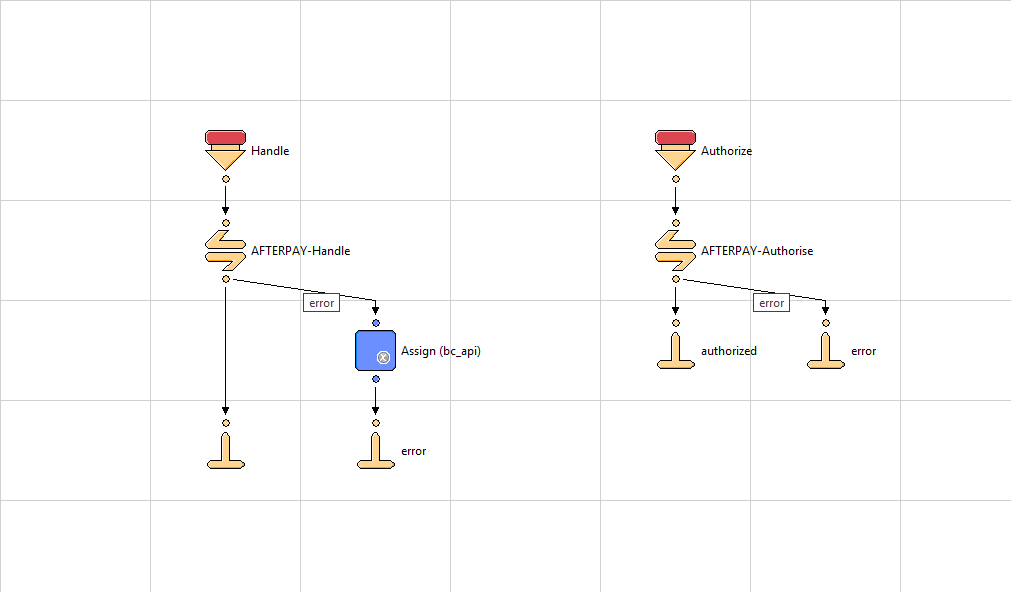 Handle
Authorize
AFTERPAY-Handle
AFTERPAY-Authorise
error
error
Assign (bc_api)
authorized
error
error